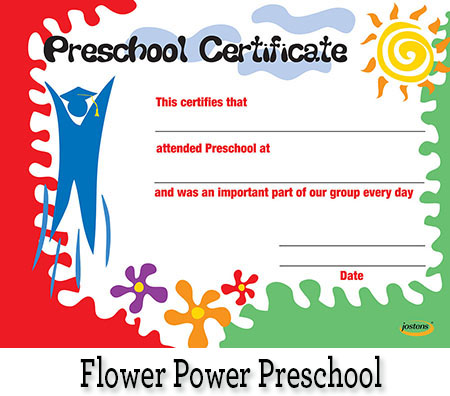 Preschool Certificate
This certifies that
attended Preschool at
and was an important part of our group every day
Date
jostens
Flower Power Preschool